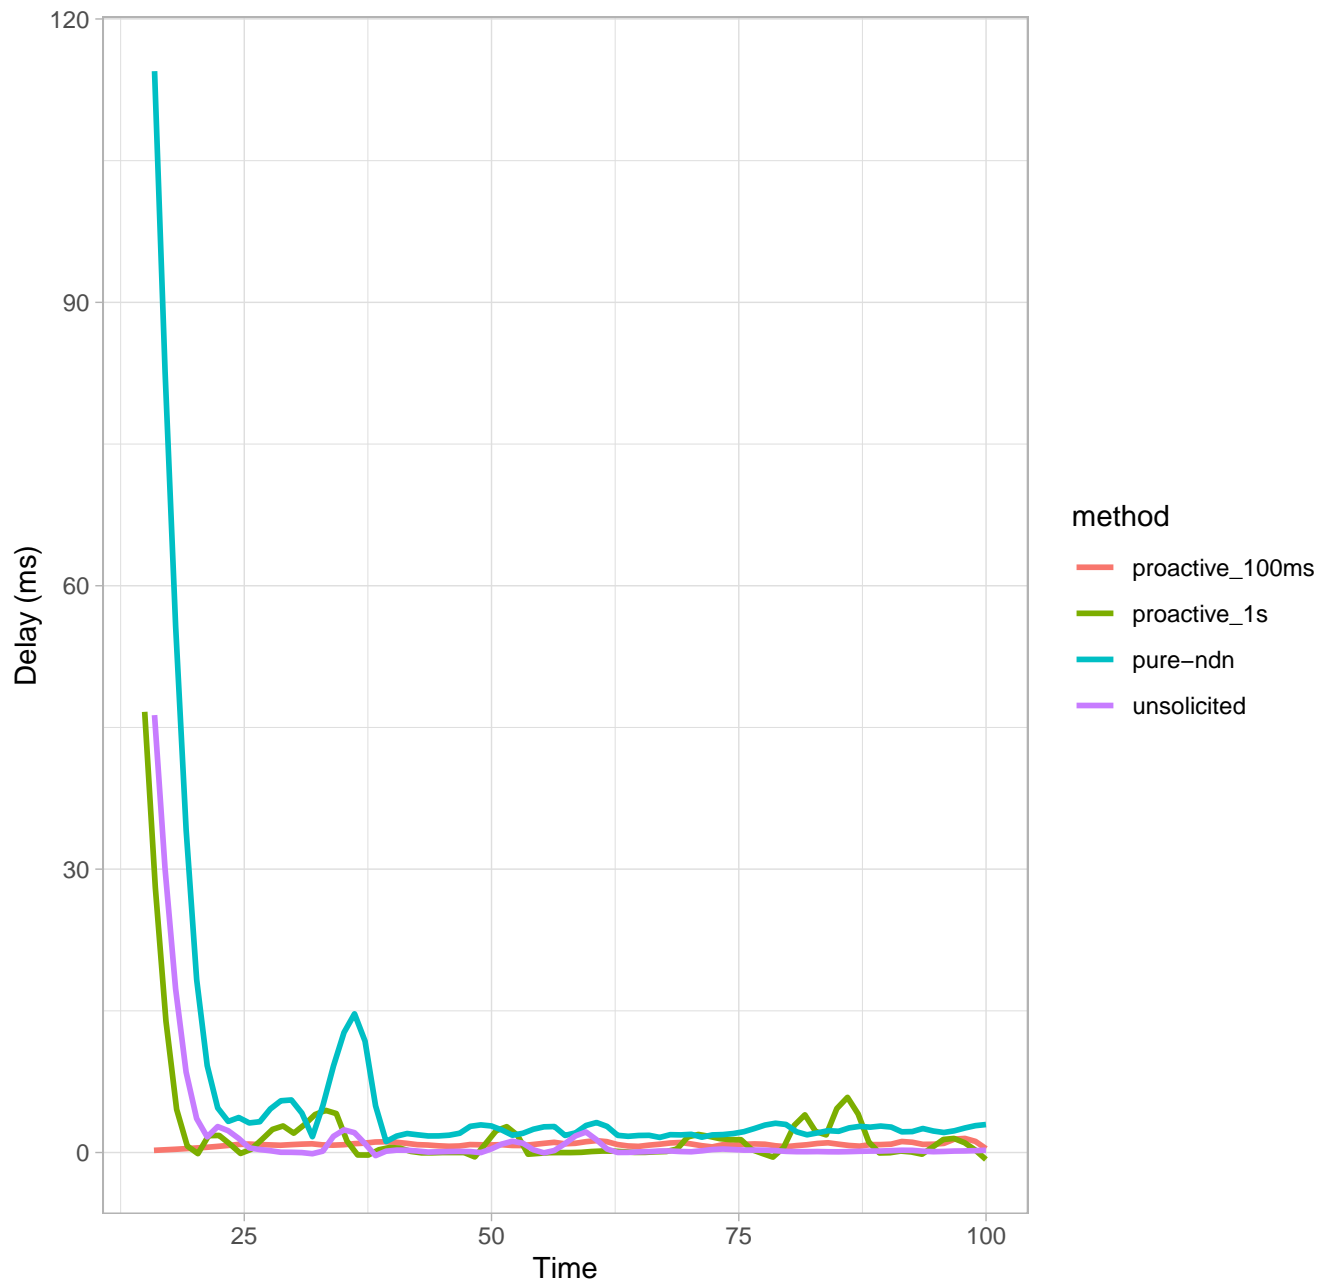 120
90
60
30
0
Delay (ms)
25 50 75 100
Time
method
proactive_100ms
proactive_1s
pure−ndn
unsolicited